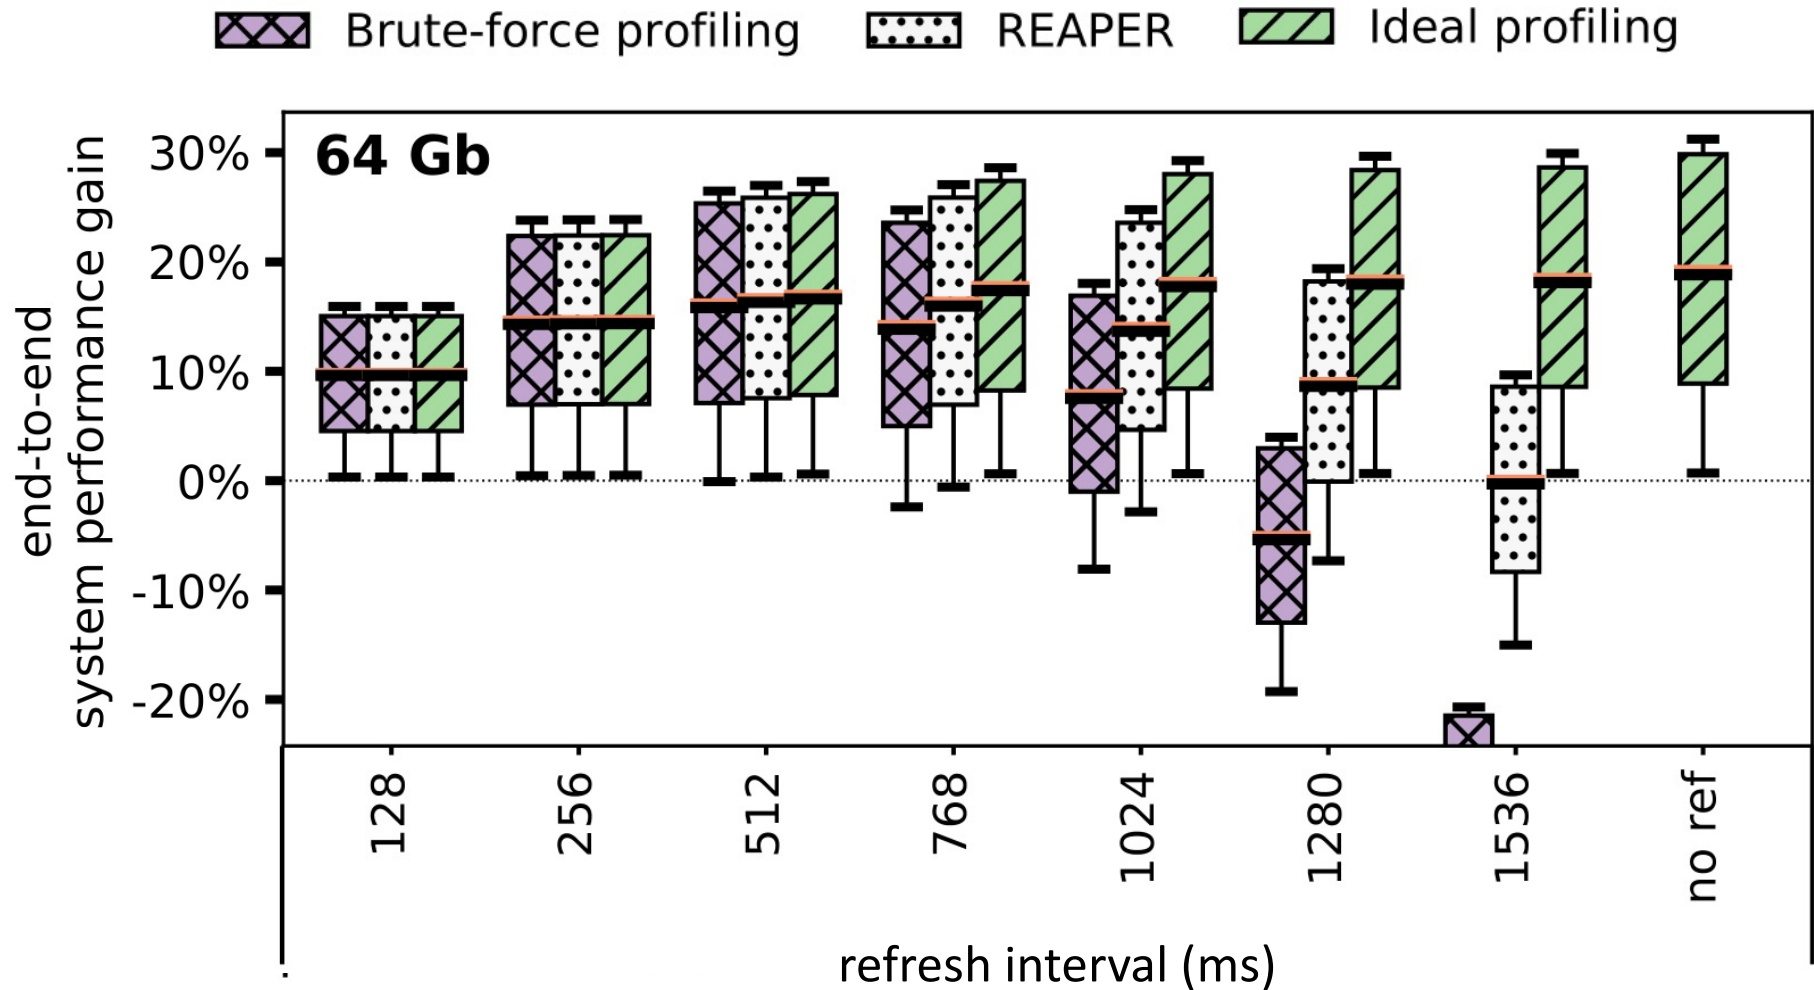 Brute-force profiling REAPER Ideal profiling
64 Gb
end-to-end
system performance gain
30%
20%
10%
0%
-10%
-20%
128 256 512 768 1024 1280 1536 no ref
refresh interval (ms)